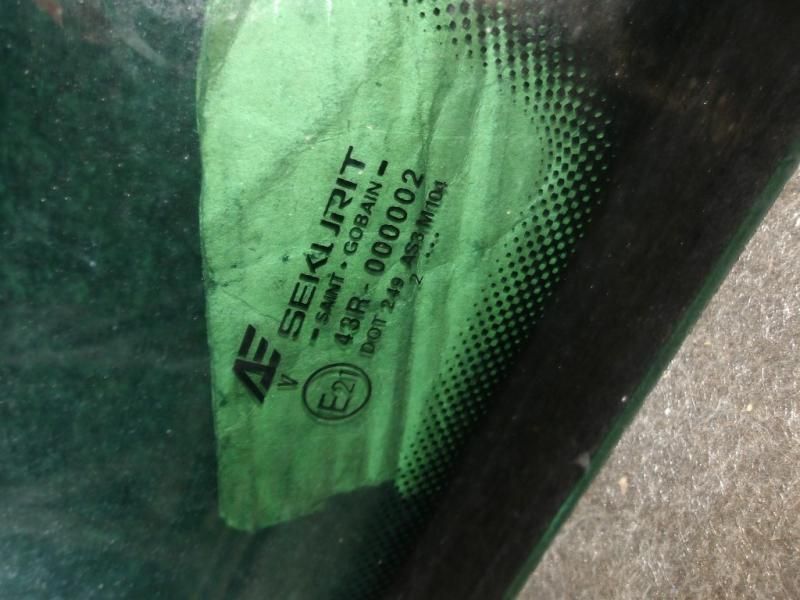 AE SEKURIT
- SAINT - GOBAIN -
V
43R - 000002
E21
DOT 249 AS3 M104
2 ....